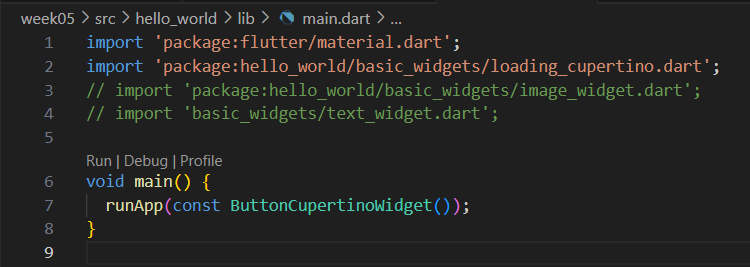 week05 > src > hello_world > lib > main.dart > ...
1 import 'package:flutter/material.dart';
2 import 'package:hello_world/basic_widgets/loading_cupertino.dart';
3 // import 'package:hello_world/basic_widgets/image_widget.dart';
4 // import 'basic_widgets/text_widget.dart';
5
Run | Debug | Profile
6 void main() {
7   runApp(const ButtonCupertinoWidget());
8 }
9